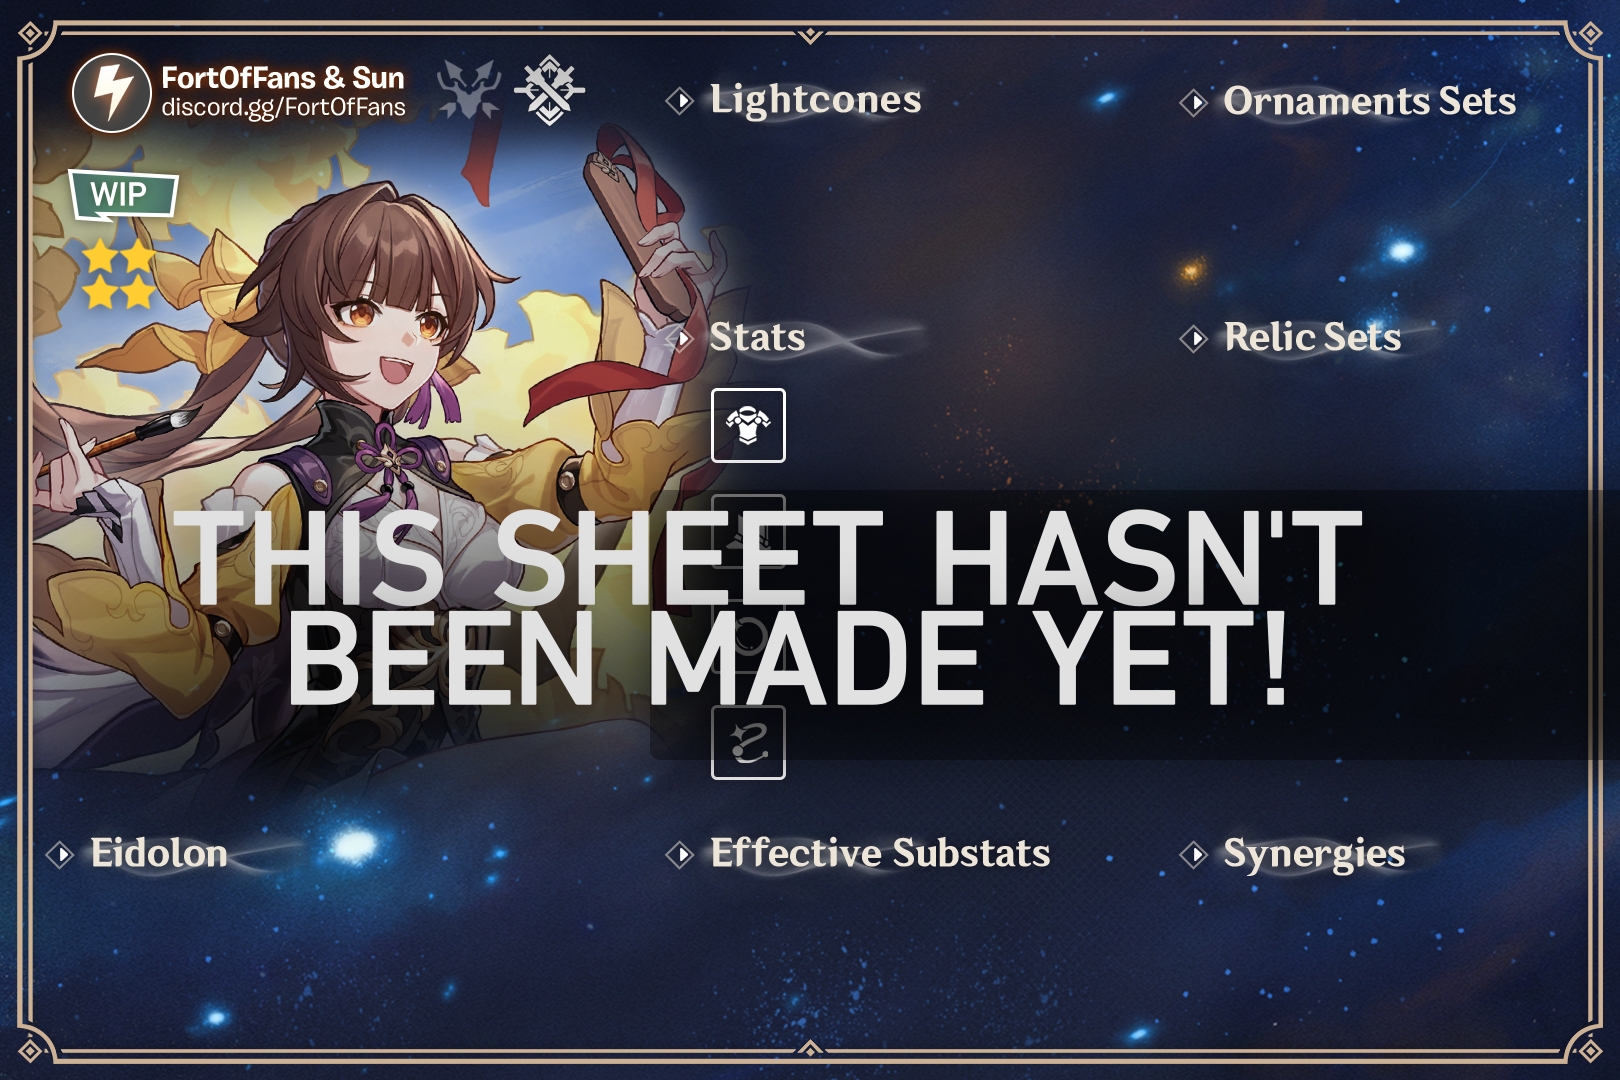 FortOfFans & Sun
discord.gg/FortOfFans
WIP
Lightcones
Ornaments Sets
Stats
Relic Sets
THIS SHEET HASN'T
BEEN MADE YET!
Eidolon
Effective Substats
Synergies